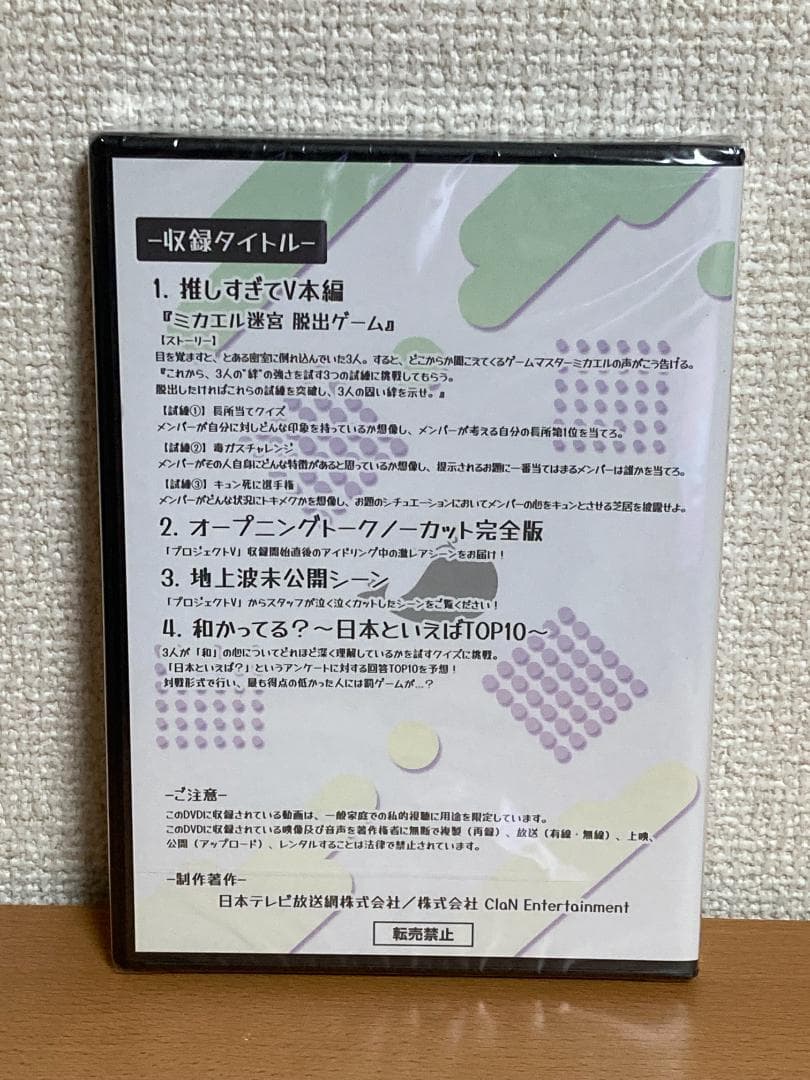 -収録タイトル-
1. 推しすぎてV本編
『ミカエル迷宮 脱出ゲーム』
【ストーリー】
目を覚ますと、とある密室に倒れ込んでいた3人。すると、どこからか聞こえてくるゲームマスターミカエルの声がこう告げる。
『これから、3人の"絆"の強さを試す3つの試練に挑戦してもらう。
脱出したければこれらの試練を突破し、3人の固い絆を示せ。』
【試練①】長所当てクイズ
メンバーが自分に対しどんな印象を持っているか想像し、メンバーが考える自分の長所第1位を当てろ。
【試練②】毒ガスチャレンジ
メンバーがその人自身にどんな特徴があると思っているか想像し、提示されるお題に一番当てはまるメンバーは誰かを当てろ。
【試練③】キュン死に選手権
メンバーがどんな状況にトキメクかを想像し、お題のシチュエーションにおいてメンバーの心をキュンとさせる芝居を披露せよ。
2. オープニングトークノーカット完全版
「プロジェクトV」収録開始直後のアイドリング中の激レアシーンをお届け！
3. 地上波未公開シーン
「プロジェクトV」からスタッフが泣く泣くカットしたシーンをご覧ください！
4. 和かってる？～日本といえばTOP10～
3人が「和」の心についてどれほど深く理解しているかを試すクイズに挑戦。
「日本といえば？」というアンケートに対する回答TOP10を予想！
対戦形式で行い、最も得点の低かった人には罰ゲームが…？
-ご注意-
このDVDに収録されている動画は、一般家庭での私的視聴に用途を限定しています。
このDVDに収録されている映像及び音声を著作権者に無断で複製（再録）、放送（有線・無線）、上映、
公開（アップロード）、レンタルすることは法律で禁止されています。
-制作著作-
日本テレビ放送網株式会社／株式会社 ClaN Entertainment
転売禁止